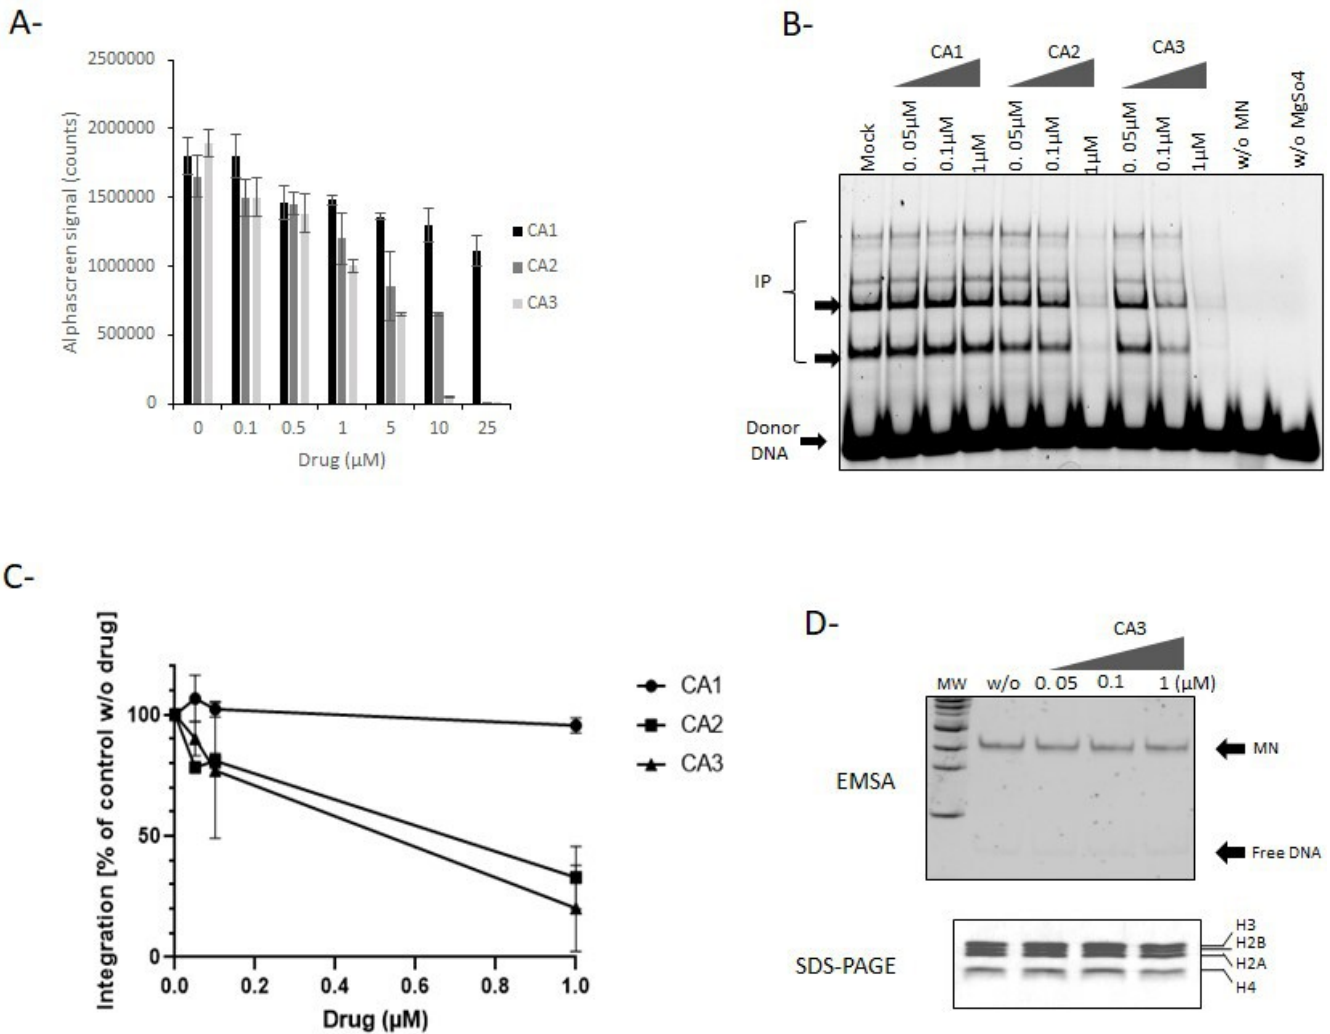 A-
2500000
2000000
1500000
1000000
500000
0
Alphascreen signal (counts)
0 0.1 0.5 1 5 10 25
Drug (µM)
CA1
CA2
CA3
B-
CA1 CA2 CA3
Mock
0. 05µM
0.1µM
1µM
0. 05µM
0.1µM
1µM
0. 05µM
0.1µM
1µM
w/o MN
w/o MgSo4
IP
Donor
DNA
C-
Integration [% of control w/o drug]
100
50
0
0.0 0.2 0.4 0.6 0.8 1.0
Drug (µM)
CA1
CA2
CA3
D-
CA3
MW w/o 0. 05 0.1 1 (µM)
EMSA
MN
Free DNA
SDS-PAGE
H3
H2B
H2A
H4